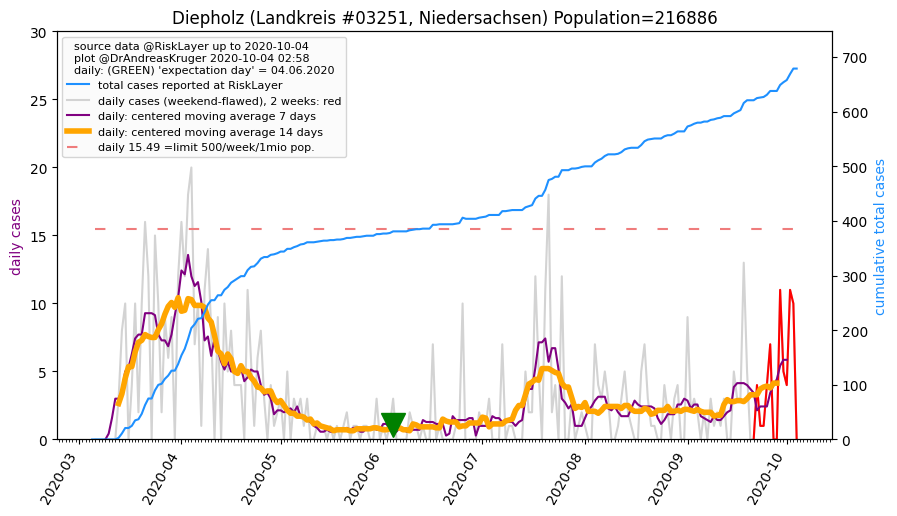 Diepholz (Landkreis #03251, Niedersachsen) Population=216886
source data @RiskLayer up to 2020-10-04
plot @DrAndreasKruger 2020-10-04 02:58
daily: (GREEN) 'expectation day' = 04.06.2020
total cases reported at RiskLayer
daily cases (weekend-flawed), 2 weeks: red
daily: centered moving average 7 days
daily: centered moving average 14 days
daily 15.49 =limit 500/week/1mio pop.
daily cases
30
25
20
15
10
5
0
cumulative total cases
700
600
500
400
300
200
100
0
2020-03
2020-04
2020-05
2020-06
2020-07
2020-08
2020-09
2020-10